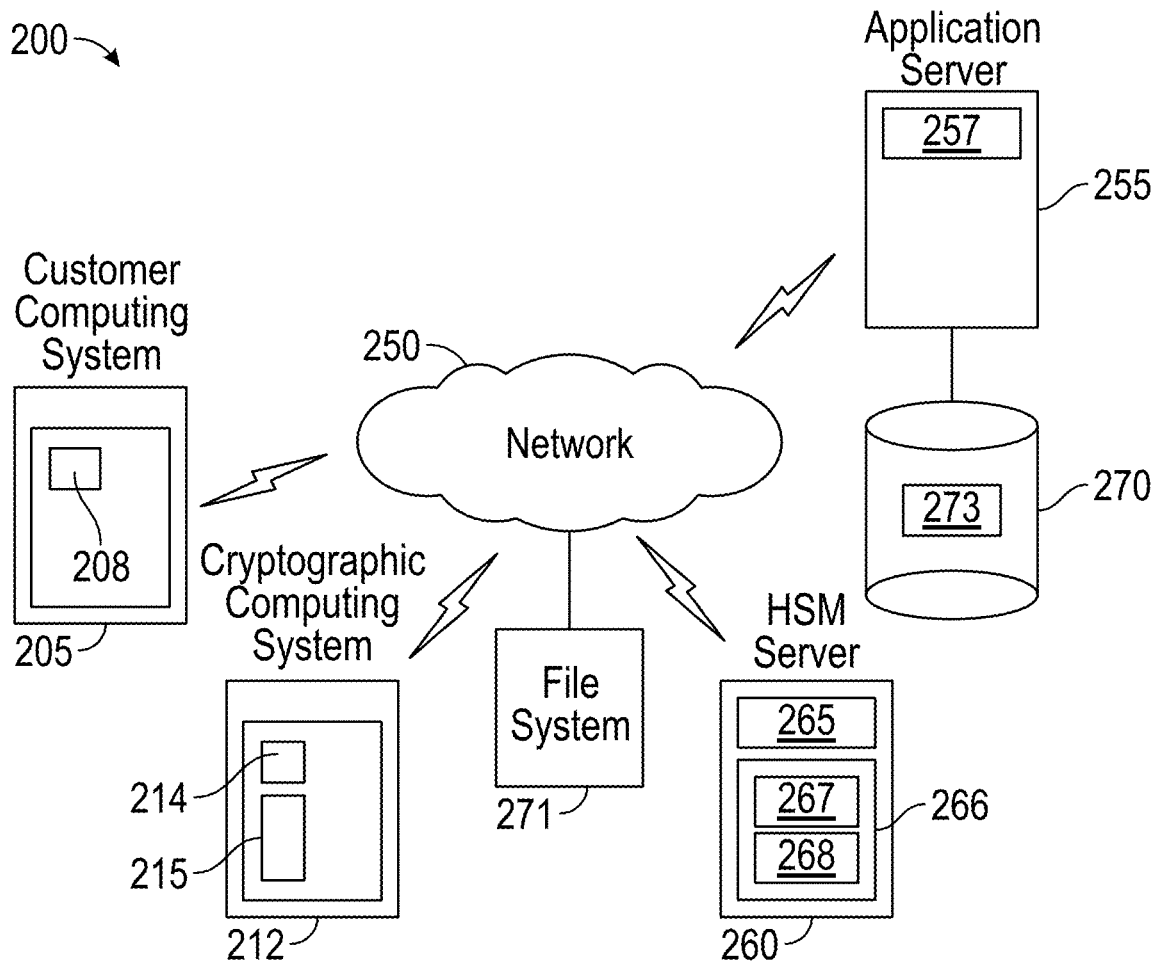 200
Application
Server
257
255
Customer
Computing
System
250
Network
208
205
270
273
Cryptographic
Computing
System
HSM
Server
File
System
271
265
267
266
268
214
215
212
260